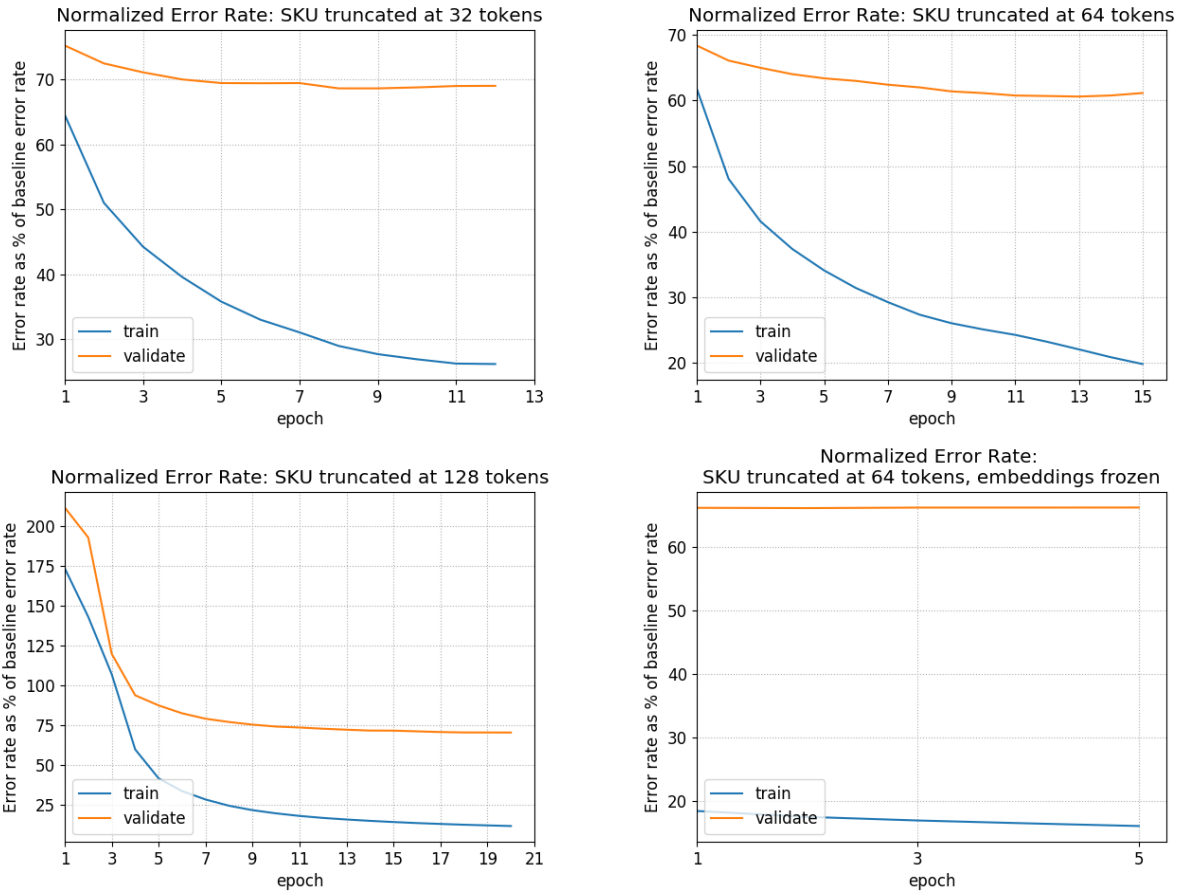 Normalized Error Rate: SKU truncated at 32 tokens
Error rate as % of baseline error rate
70
60
50
40
30
train
validate
1 3 5 7 9 11 13
epoch
Normalized Error Rate: SKU truncated at 64 tokens
Error rate as % of baseline error rate
70
60
50
40
30
20
train
validate
1 3 5 7 9 11 13 15
epoch
Normalized Error Rate: SKU truncated at 128 tokens
Error rate as % of baseline error rate
200
175
150
125
100
75
50
25
train
validate
1 3 5 7 9 11 13 15 17 19 21
epoch
Normalized Error Rate:
SKU truncated at 64 tokens, embeddings frozen
Error rate as % of baseline error rate
60
50
40
30
20
train
validate
1 3 5
epoch